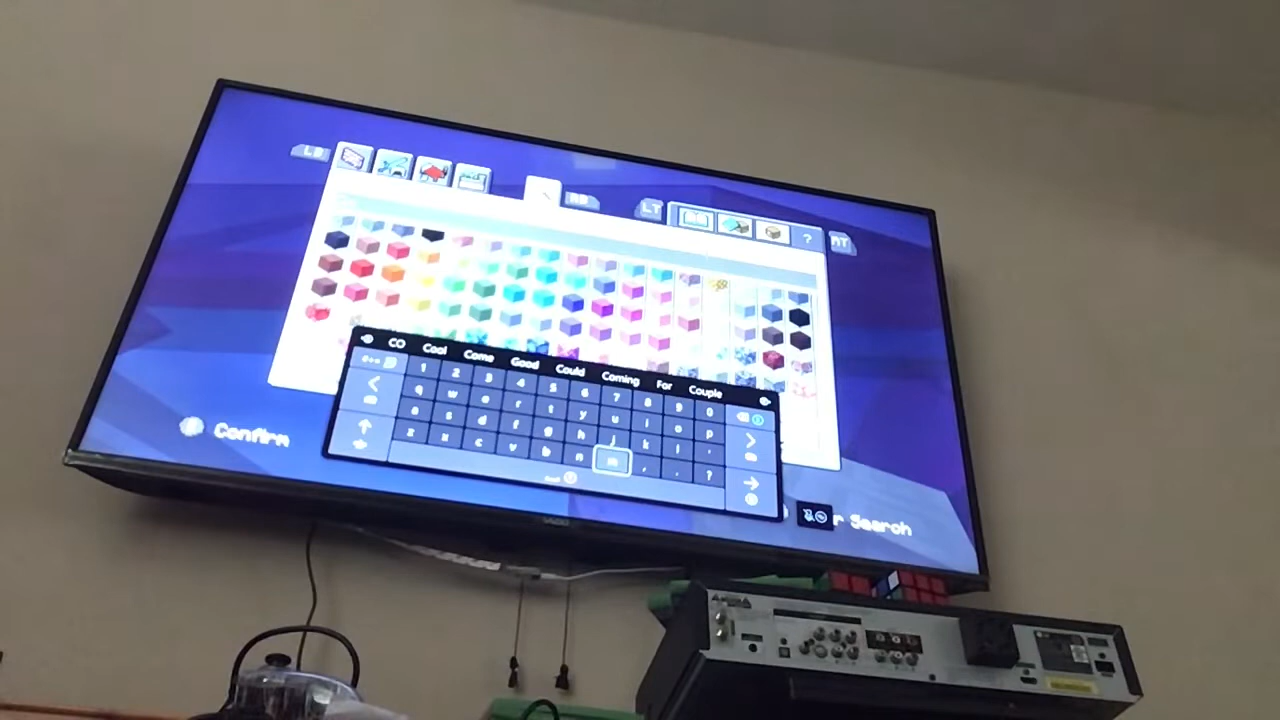 LB
RB
LT
RT
?
CO Cool Come Good Could Coming For Couple
1 2 3 4 5 6 7 8 9 0
q w e r t y u i o p
a s d f g h j k l '
z x c v b n m , . ?
Confirm
r Search